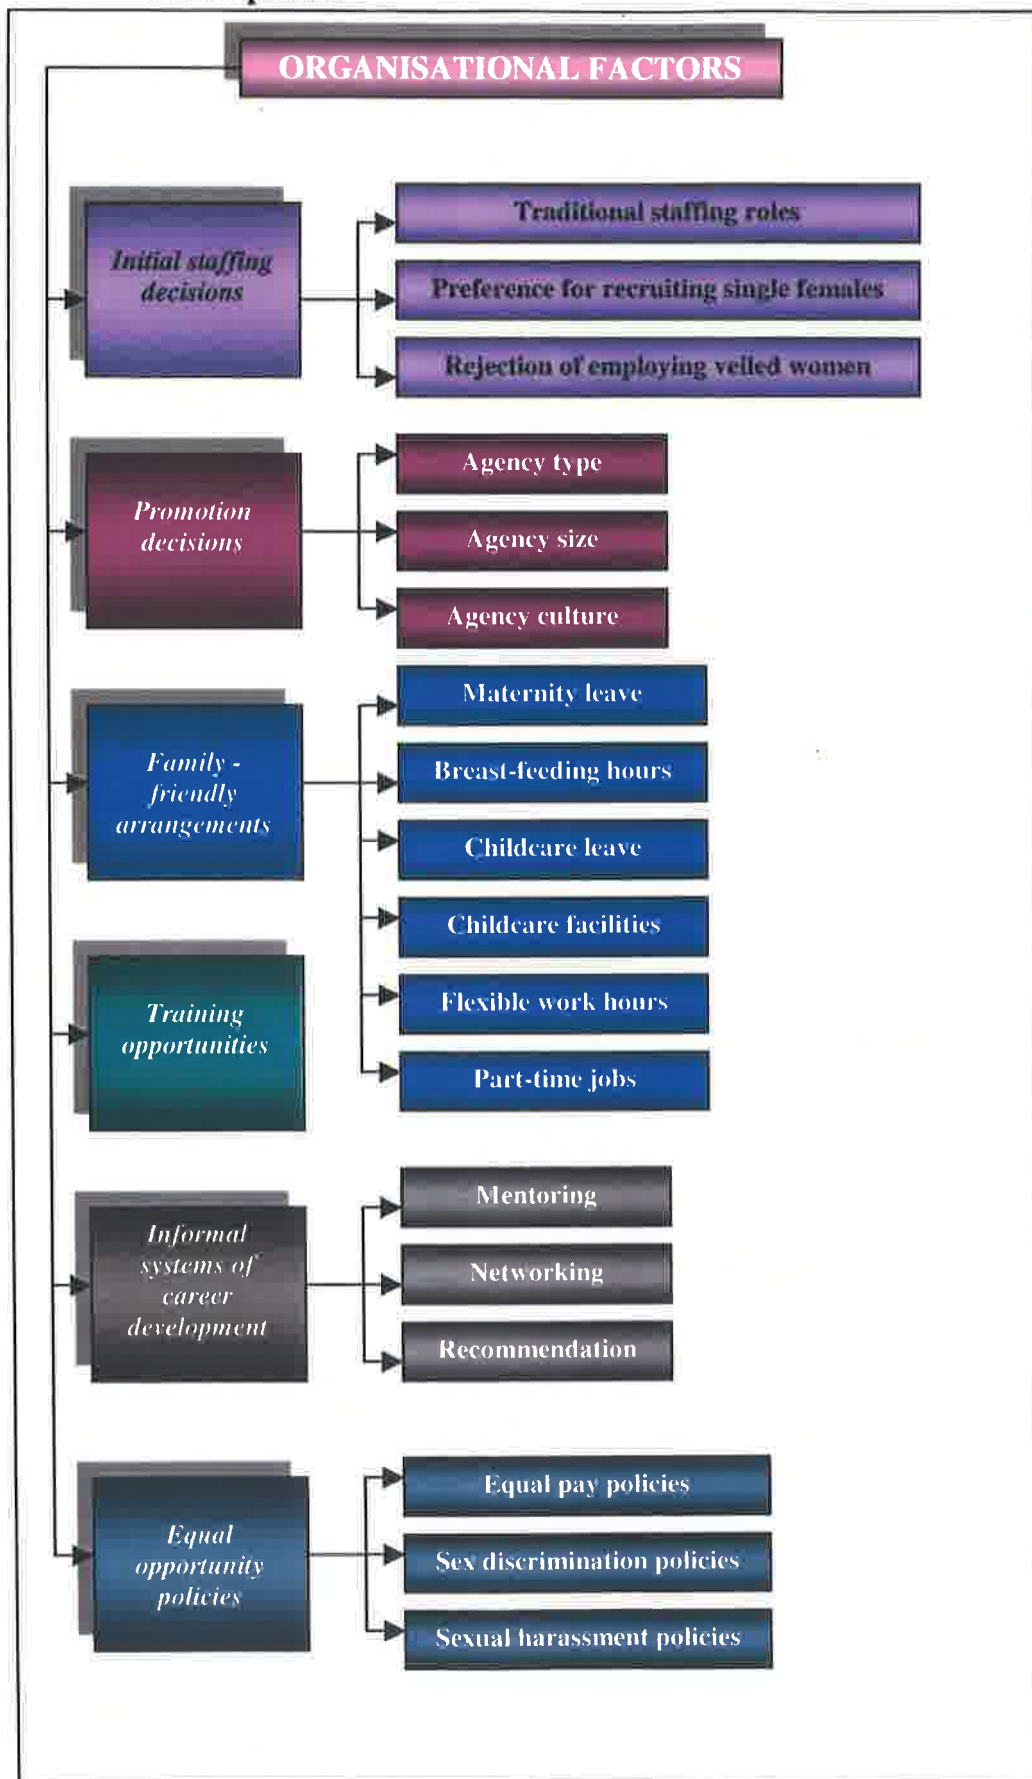 ORGANISATIONAL FACTORS
Initial staffing
decisions
Traditional staffing roles
Preference for recruiting single females
Rejection of employing veiled women
Promotion
decisions
Agency type
Agency size
Agency culture
Family -
friendly
arrangements
Maternity leave
Breast-feeding hours
Childcare leave
Childcare facilities
Flexible work hours
Part-time jobs
Training
opportunities
Informal
systems of
career
development
Mentoring
Networking
Recommendation
Equal
opportunity
policies
Equal pay policies
Sex discrimination policies
Sexual harassment policies